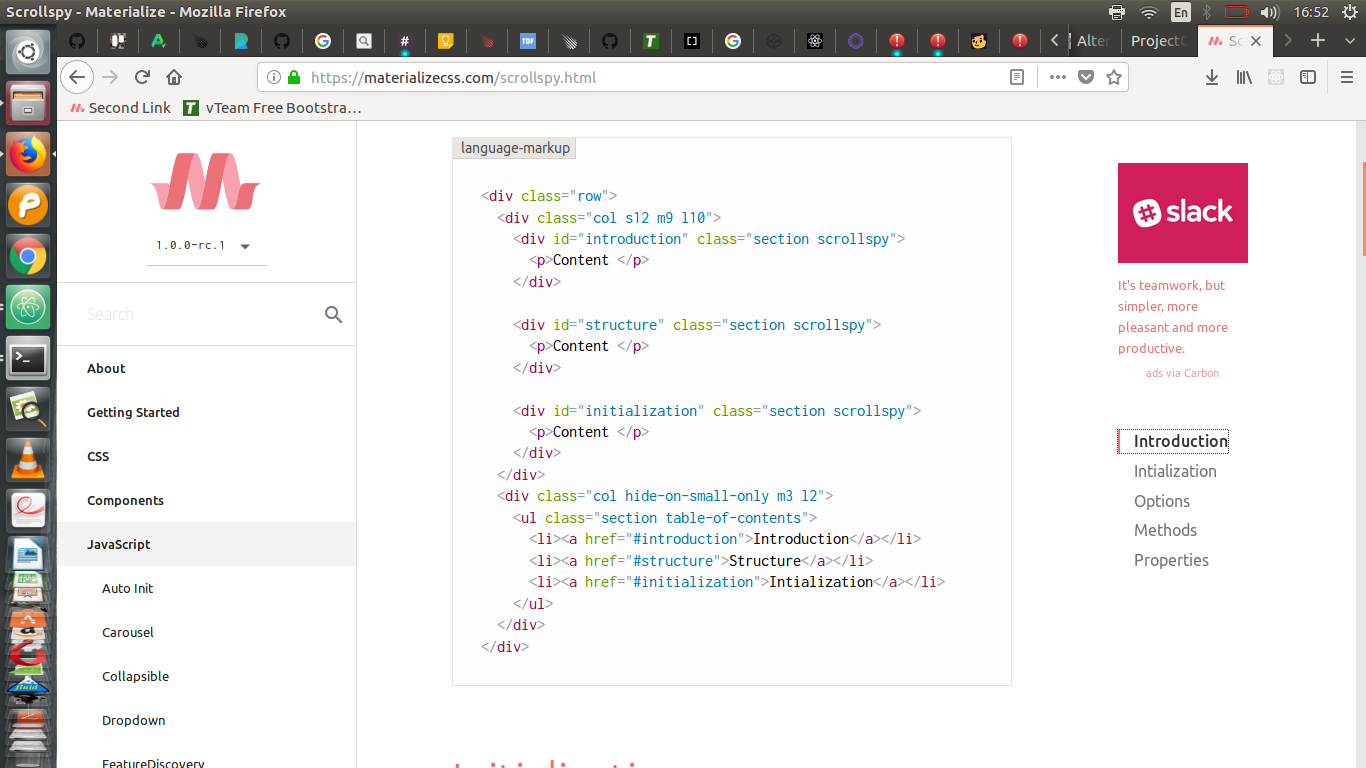 Scrollspy - Materialize - Mozilla Firefox
En
16:52
Alter
Project
Sc
https://materializecss.com/scrollspy.html
Second Link
vTeam Free Bootstra…
1.0.0-rc.1
Search
About
Getting Started
CSS
Components
JavaScript
Auto Init
Carousel
Collapsible
Dropdown
FeatureDiscovery
language-markup
<div class="row">
<div class="col s12 m9 l10">
<div id="introduction" class="section scrollspy">
<p>Content </p>
</div>
<div id="structure" class="section scrollspy">
<p>Content </p>
</div>
<div id="initialization" class="section scrollspy">
<p>Content </p>
</div>
</div>
<div class="col hide-on-small-only m3 l2">
<ul class="section table-of-contents">
<li><a href="#introduction">Introduction</a></li>
<li><a href="#structure">Structure</a></li>
<li><a href="#initialization">Intialization</a></li>
</ul>
</div>
</div>
slack
It's teamwork, but
simpler, more
pleasant and more
productive.
ads via Carbon
Introduction
Intialization
Options
Methods
Properties